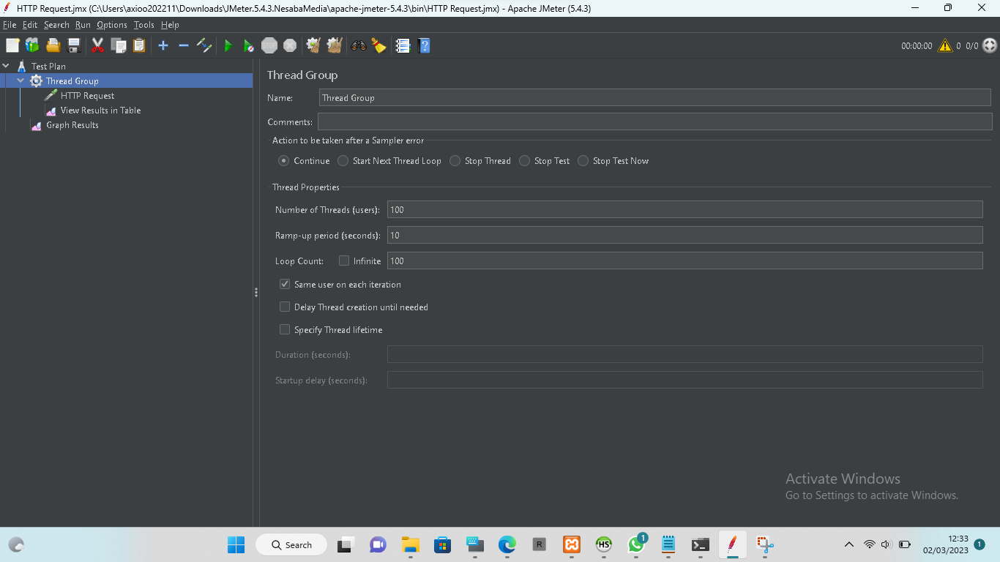 HTTP Request.jmx (C:\Users\axioo202211\Downloads\JMeter.5.4.3.NesabaMedia\apache-jmeter-5.4.3\bin\HTTP Request.jmx) - Apache JMeter (5.4.3)
File Edit Search Run Options Tools Help
STOP
00:00:00 0 0/0
Test Plan
Thread Group
HTTP Request
View Results in Table
Graph Results
Thread Group
Name: Thread Group
Comments:
Action to be taken after a Sampler error
Continue Start Next Thread Loop Stop Thread Stop Test Stop Test Now
Thread Properties
Number of Threads (users): 100
Ramp-up period (seconds): 10
Loop Count: Infinite 100
Same user on each iteration
Delay Thread creation until needed
Specify Thread lifetime
Duration (seconds):
Startup delay (seconds):
Activate Windows
Go to Settings to activate Windows.
Search
R
HS
1
12:33
02/03/2023
1